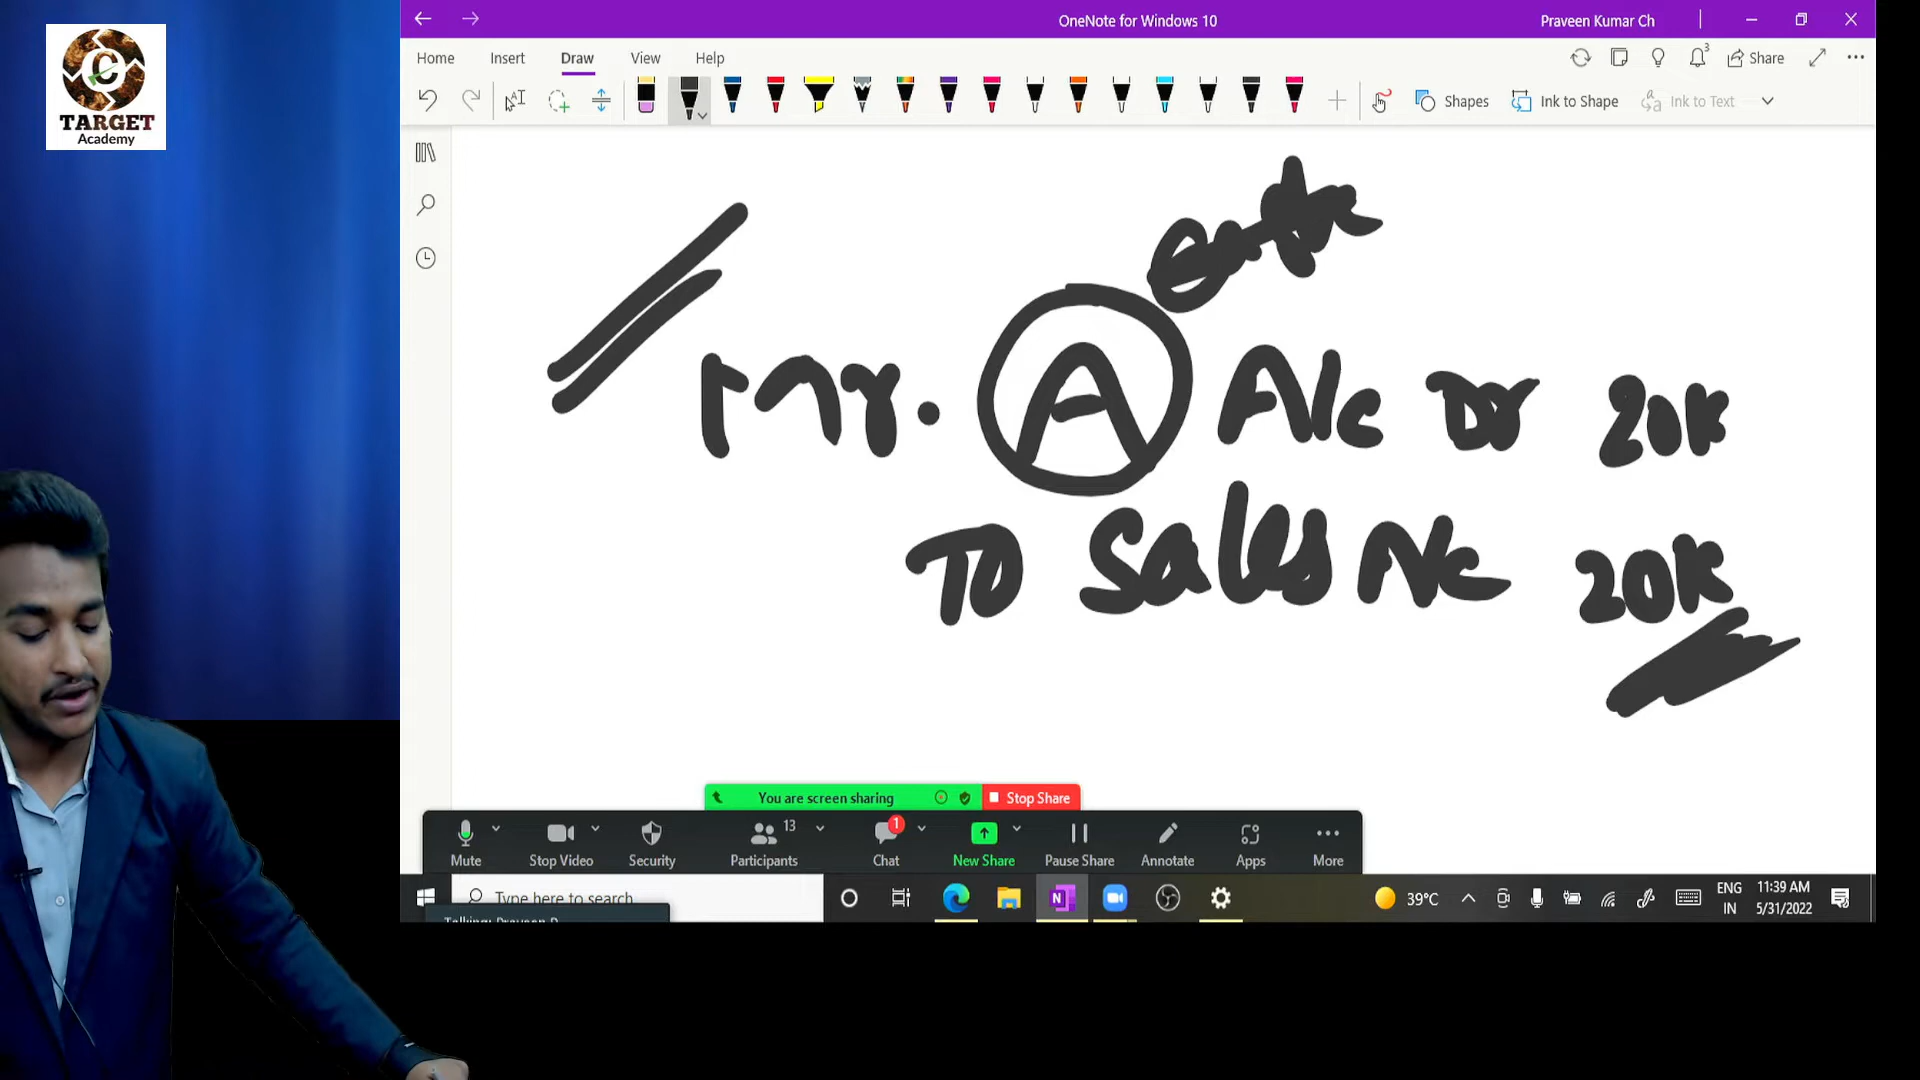 TARGET
Academy
OneNote for Windows 10
Praveen Kumar Ch
Home Insert Draw View Help
3
Share
Shapes
Ink to Shape
Ink to Text
Mr. A A/c Dr 20K
To Sales A/c 20K
You are screen sharing
Stop Share
13
1
Mute
Stop Video
Security
Participants
Chat
New Share
Pause Share
Annotate
Apps
More
Type here to search
39°C
ENG
IN
11:39 AM
5/31/2022